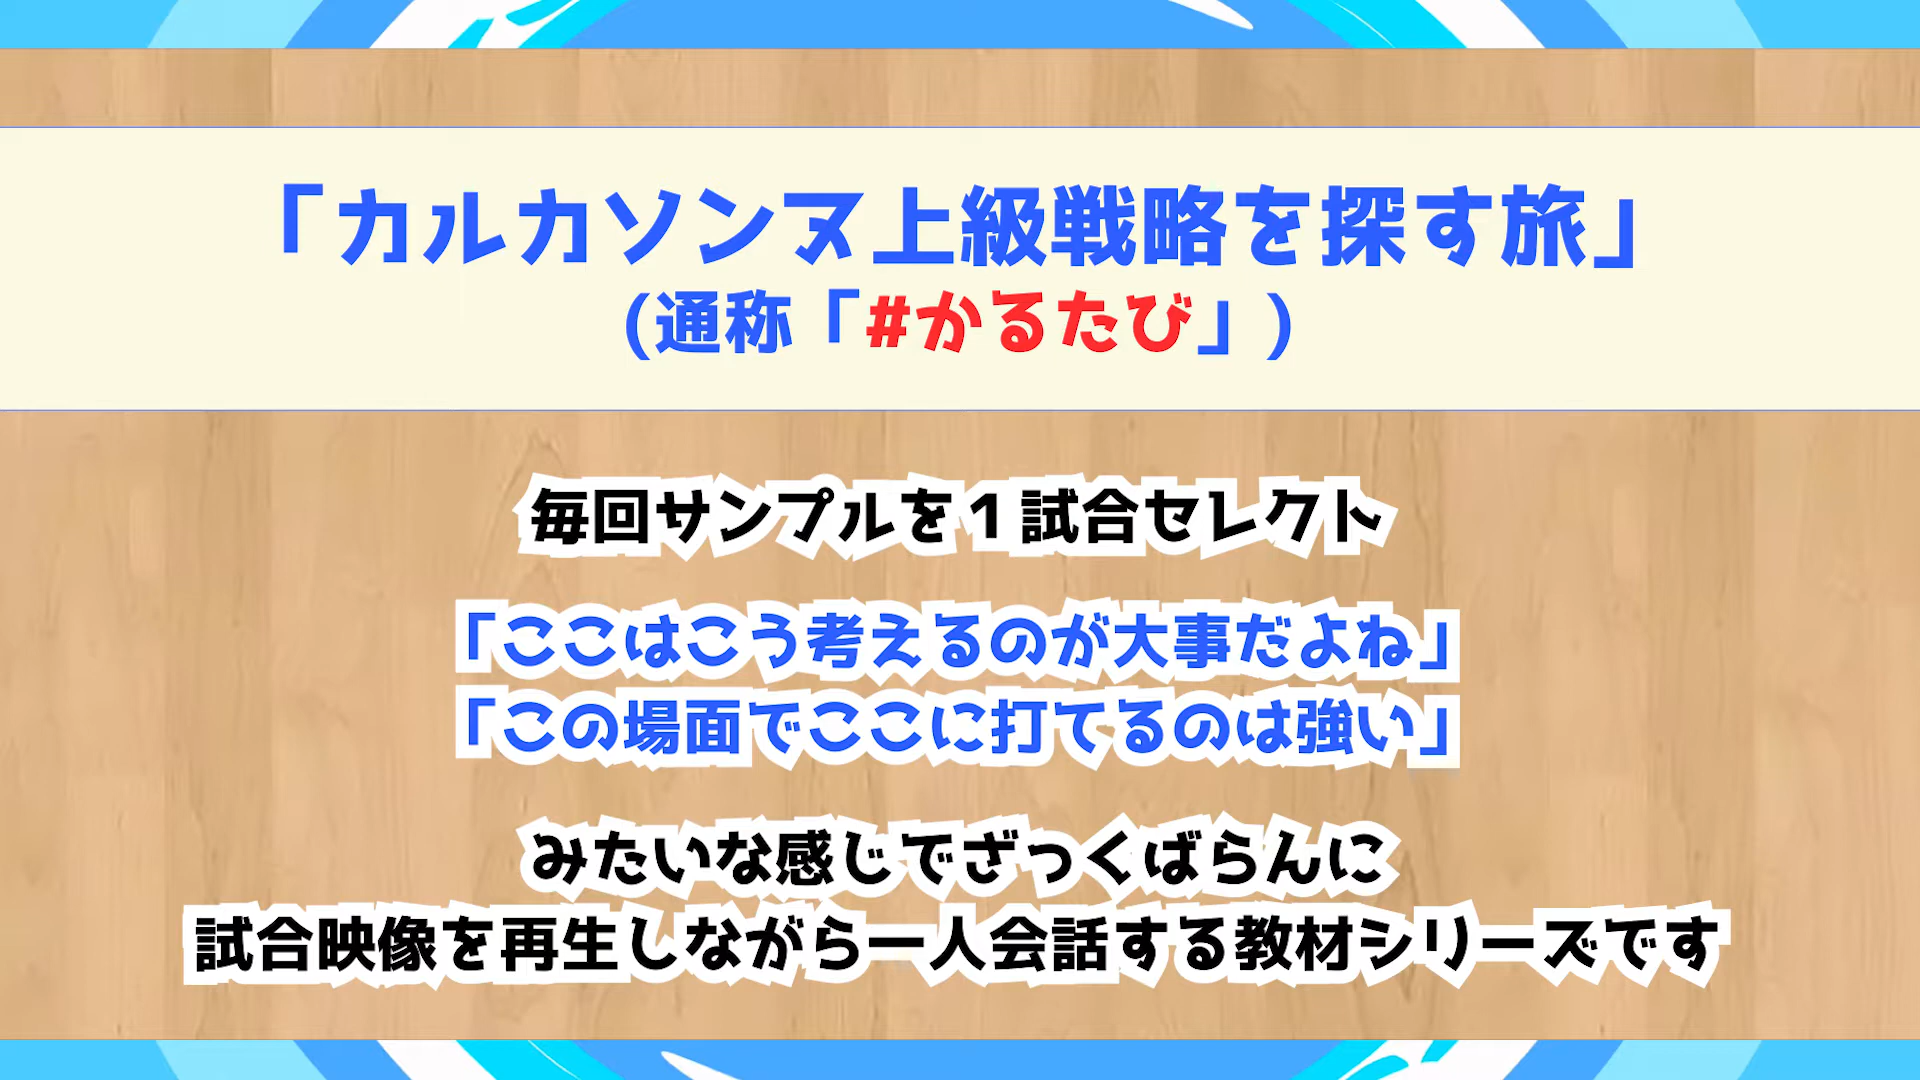 「カルカソンヌ上級戦略を探す旅」
(通称「#かるたび」)
毎回サンプルを１試合セレクト
「ここはこう考えるのが大事だよね」
「この場面でここに打てるのは強い」
みたいな感じでざっくばらんに
試合映像を再生しながら一人会話する教材シリーズです